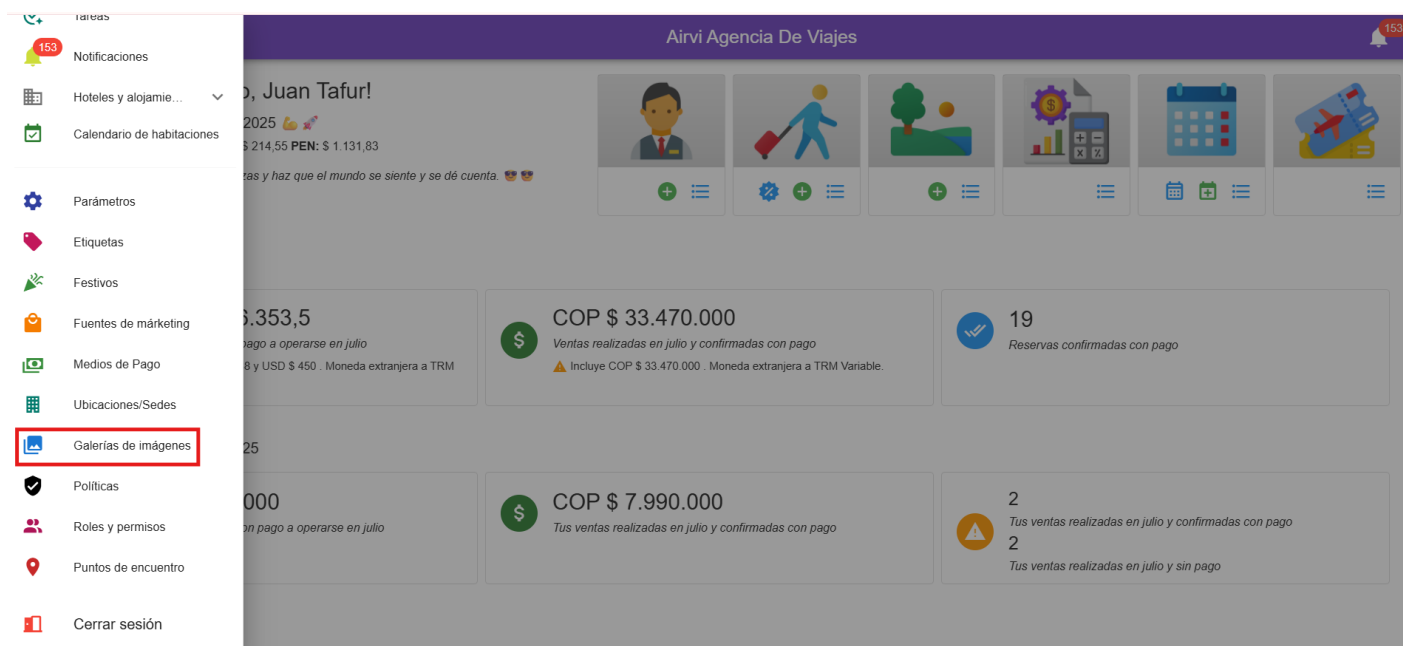 Tareas
153
Notificaciones
Hoteles y alojamie...
Calendario de habitaciones
Parámetros
Etiquetas
Festivos
Fuentes de márketing
Medios de Pago
Ubicaciones/Sedes
Galerías de imágenes
Políticas
Roles y permisos
Puntos de encuentro
Cerrar sesión
Airvi Agencia De Viajes
153
Juan Tafur!
2025
$ 214,55 PEN: $ 1.131,83
y haz que el mundo se siente y se dé cuenta.
6.353,5
pago a operarse en julio
8 y USD $ 450 . Moneda extranjera a TRM
COP $ 33.470.000
Ventas realizadas en julio y confirmadas con pago
Incluye COP $ 33.470.000 . Moneda extranjera a TRM Variable.
19
Reservas confirmadas con pago
25
000
pago a operarse en julio
COP $ 7.990.000
Tus ventas realizadas en julio y confirmadas con pago
2
Tus ventas realizadas en julio y confirmadas con pago
2
Tus ventas realizadas en julio y sin pago